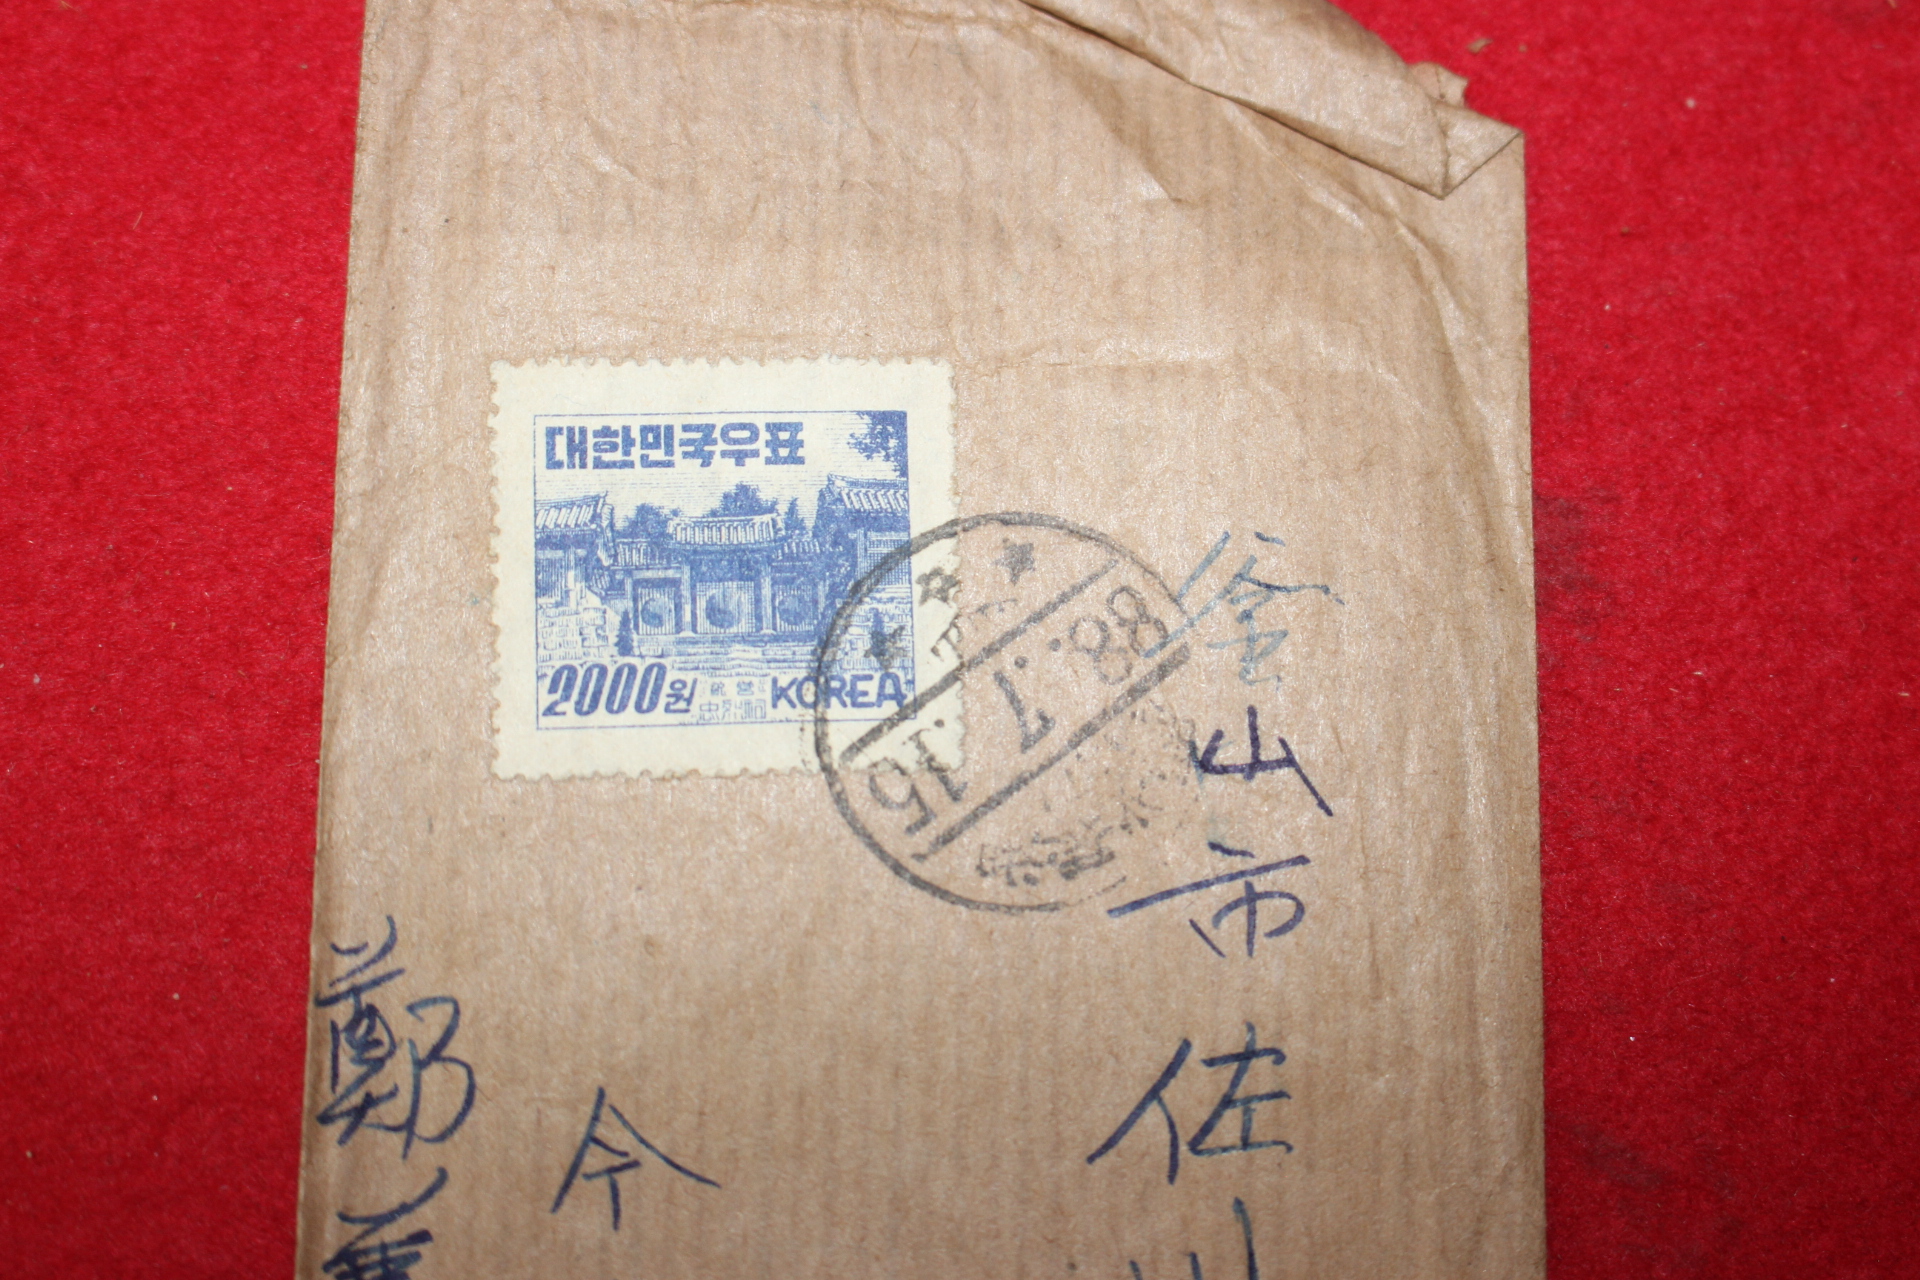 대한민국우표
2000원
忠烈祠
KOREA
88.7.15
釜山市佐川
今
鄭